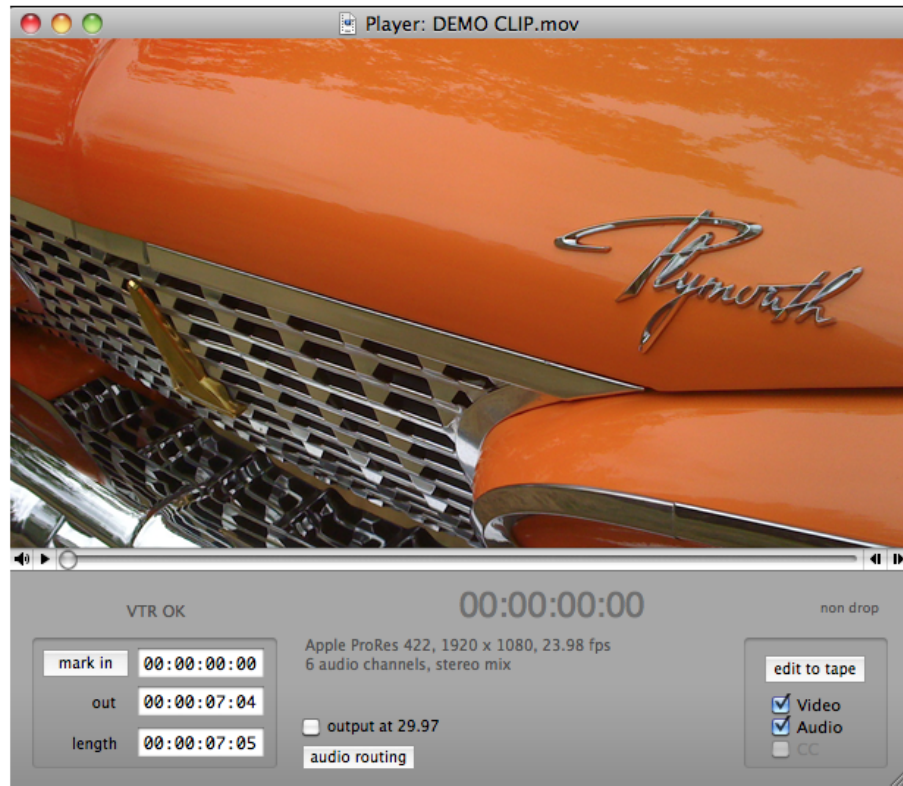 Player: DEMO CLIP.mov
Plymouth
VTR OK
00:00:00:00
non drop
mark in 00:00:00:00
out 00:00:07:04
length 00:00:07:05
Apple ProRes 422, 1920 x 1080, 23.98 fps
6 audio channels, stereo mix
output at 29.97
audio routing
edit to tape
Video
Audio
CC